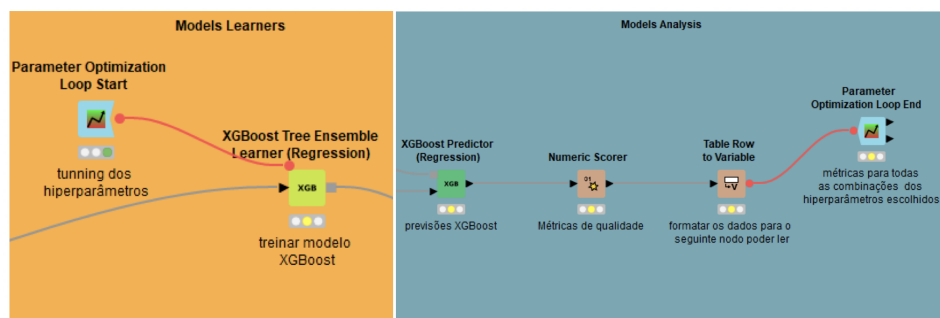 Models Learners
Parameter Optimization
Loop Start
tunning dos
hiperparâmetros
XGBoost Tree Ensemble
Learner (Regression)
XGB
treinar modelo
XGBoost
Models Analysis
XGBoost Predictor
(Regression)
XGB
previsões XGBoost
Numeric Scorer
Métricas de qualidade
Table Row
to Variable
formatar os dados para o
seguinte nodo poder ler
Parameter
Optimization Loop End
métricas para todas
as combinações dos
hiperparâmetros escolhidos